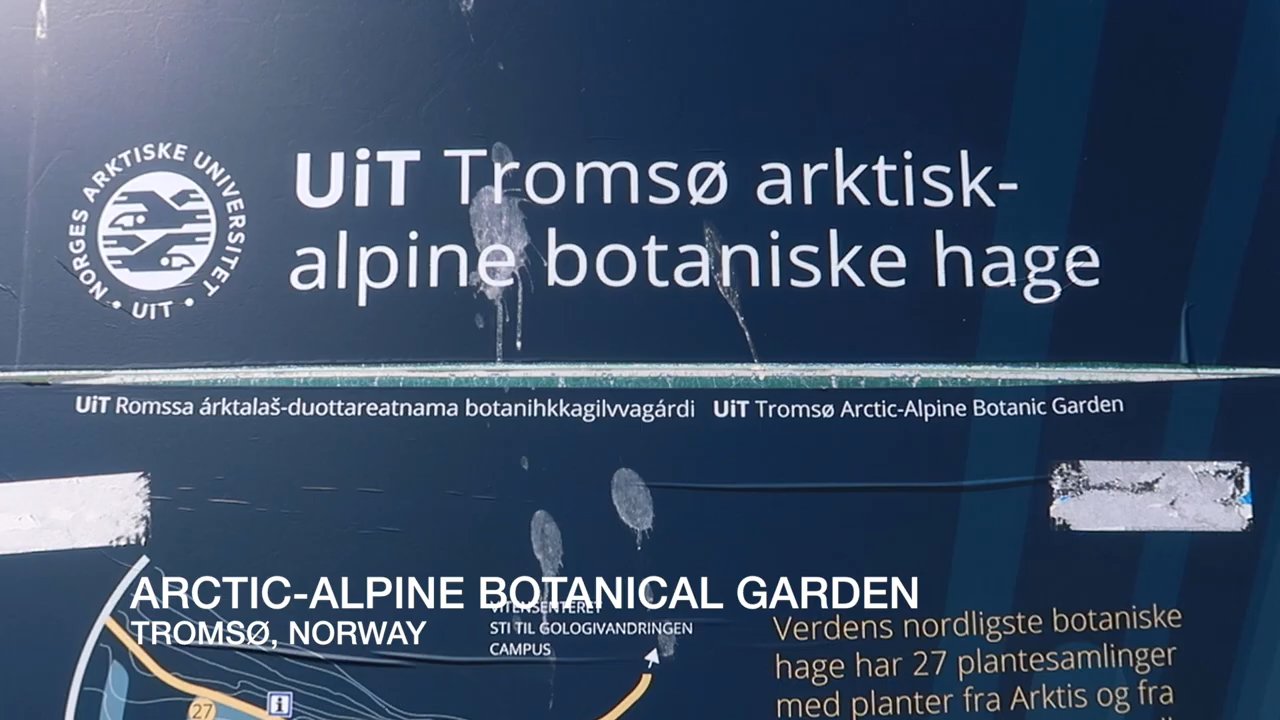 NORGES ARKTISKE UNIVERSITET
• UIT •
UiT Tromsø arktisk-
alpine botaniske hage
UiT Romssa árktalaš-duottareatnama botanihkkagilvvagárdi UiT Tromsø Arctic-Alpine Botanic Garden
ARCTIC-ALPINE BOTANICAL GARDEN
TROMSØ, NORWAY
VITENSENTERET
STI TIL GOLOGIVANDRINGEN
CAMPUS
i
27
Verdens nordligste botaniske
hage har 27 plantesamlinger
med planter fra Arktis og fra